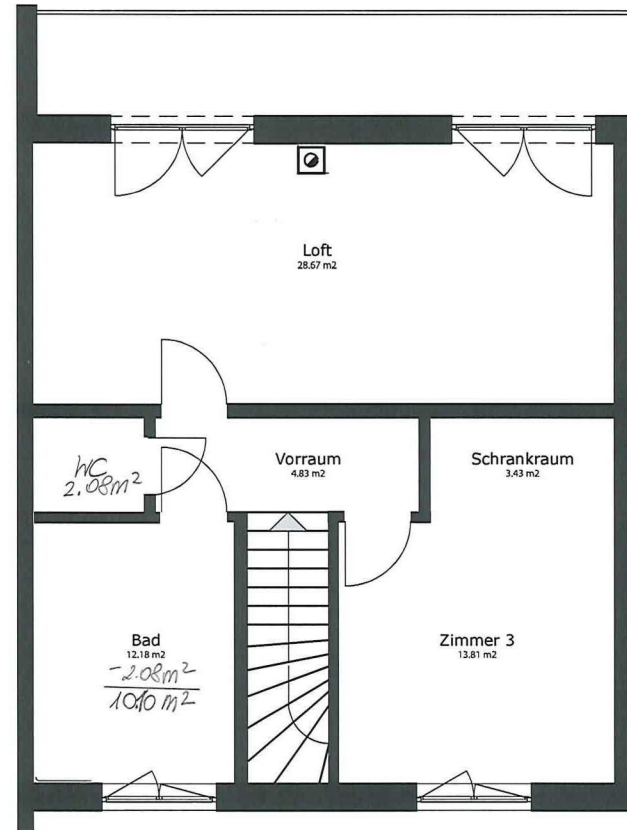 Loft
28.67 m2
WC
2.08m²
Vorraum
4.83 m2
Schrankraum
3.43 m2
Bad
12.18 m2
-2.08m²
10.10 m²
Zimmer 3
13.81 m2